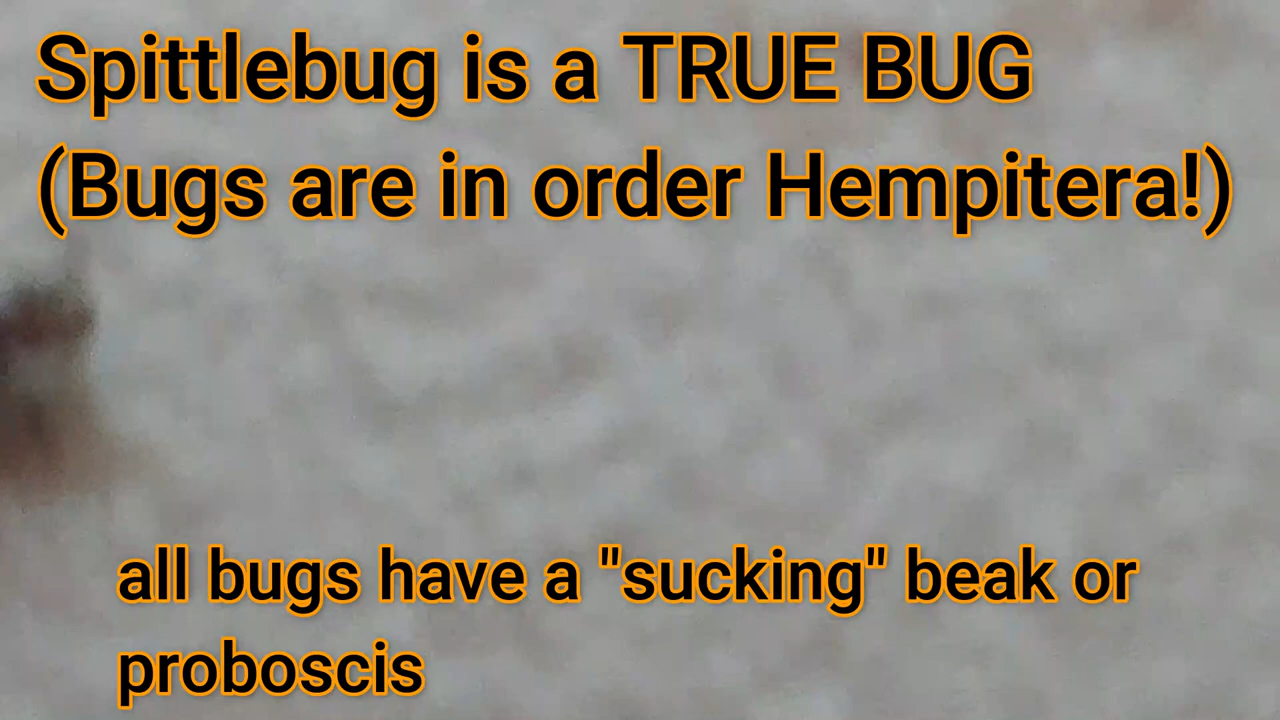 Spittlebug is a TRUE BUG
(Bugs are in order Hempitera!)
all bugs have a "sucking" beak or
proboscis